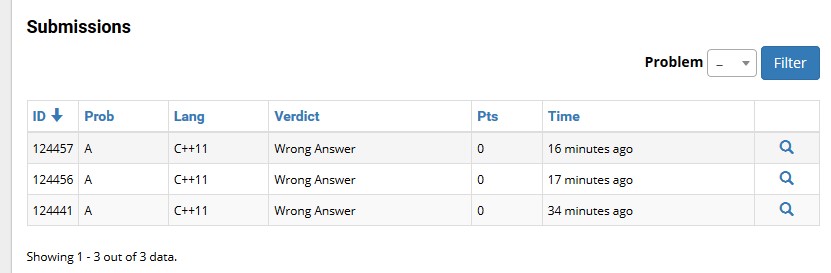 Submissions
Problem – Filter
ID Prob Lang Verdict Pts Time
124457 A C++11 Wrong Answer 0 16 minutes ago
124456 A C++11 Wrong Answer 0 17 minutes ago
124441 A C++11 Wrong Answer 0 34 minutes ago
Showing 1 - 3 out of 3 data.